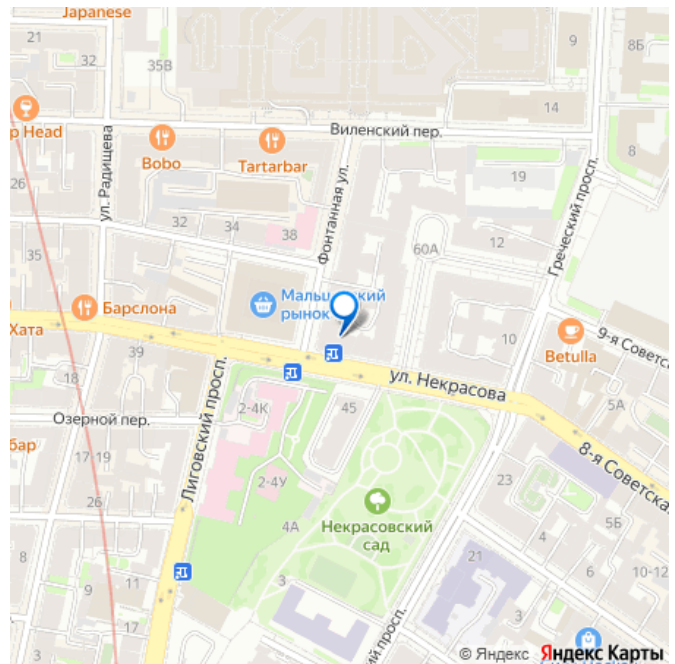 Japanese
21
32
35В
9
8Б
14
Виленский пер.
p Head
Bobo
Tartarbar
ул. Радищева
26
32
34
38
Фонтанная ул.
19
8
60А
12
Греческий просп.
35
Барслона
Хата
39
18
рынок
10
9-я Советская
Betulla
ул. Некрасова
5А
Лиговский просп.
2-4К
45
Озерной пер.
бар
17
19
2-4У
23
8-я Советская
26
4А
Некрасовский
сад
4
5Б
6
10-12
21
9
11
3
3
й просп.
© Яндекс
Яндекс Карты